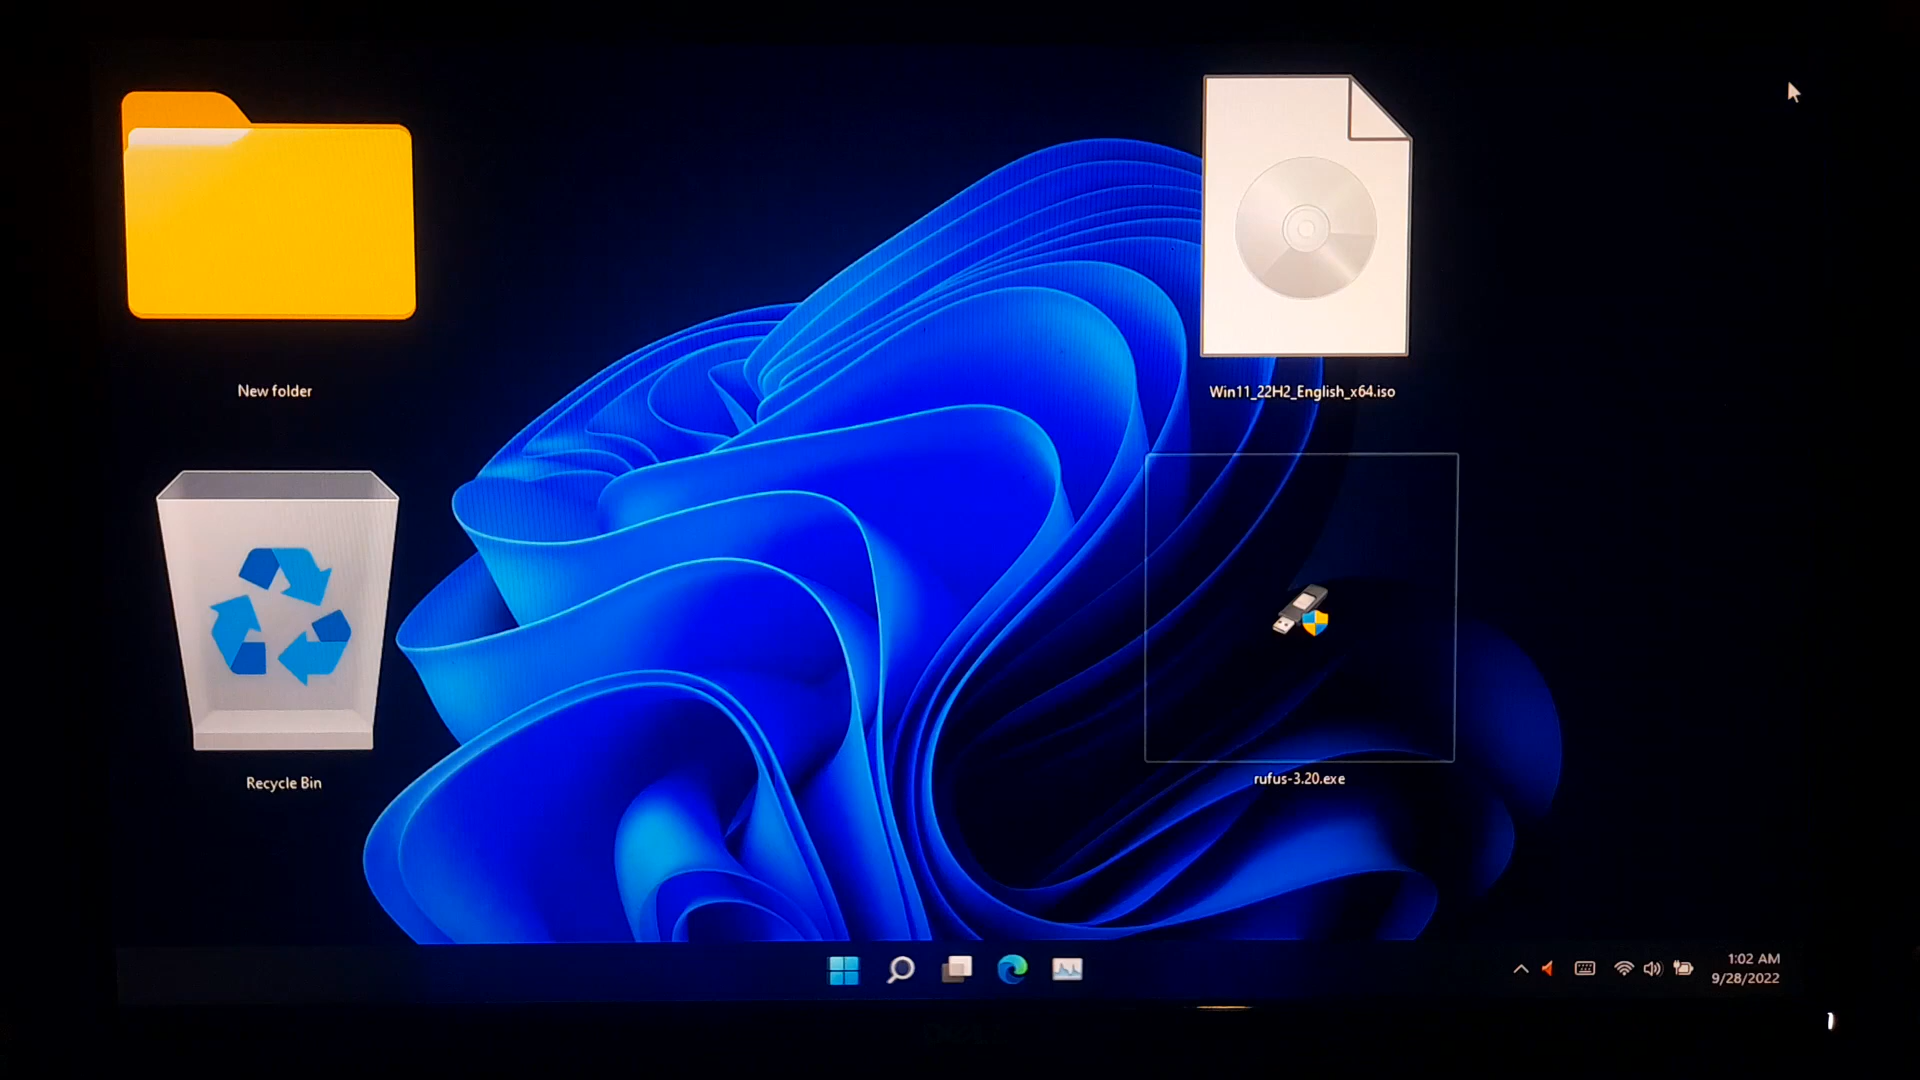 New folder
Win11_22H2_English_x64.iso
Recycle Bin
rufus-3.20.exe
1:02 AM
9/28/2022